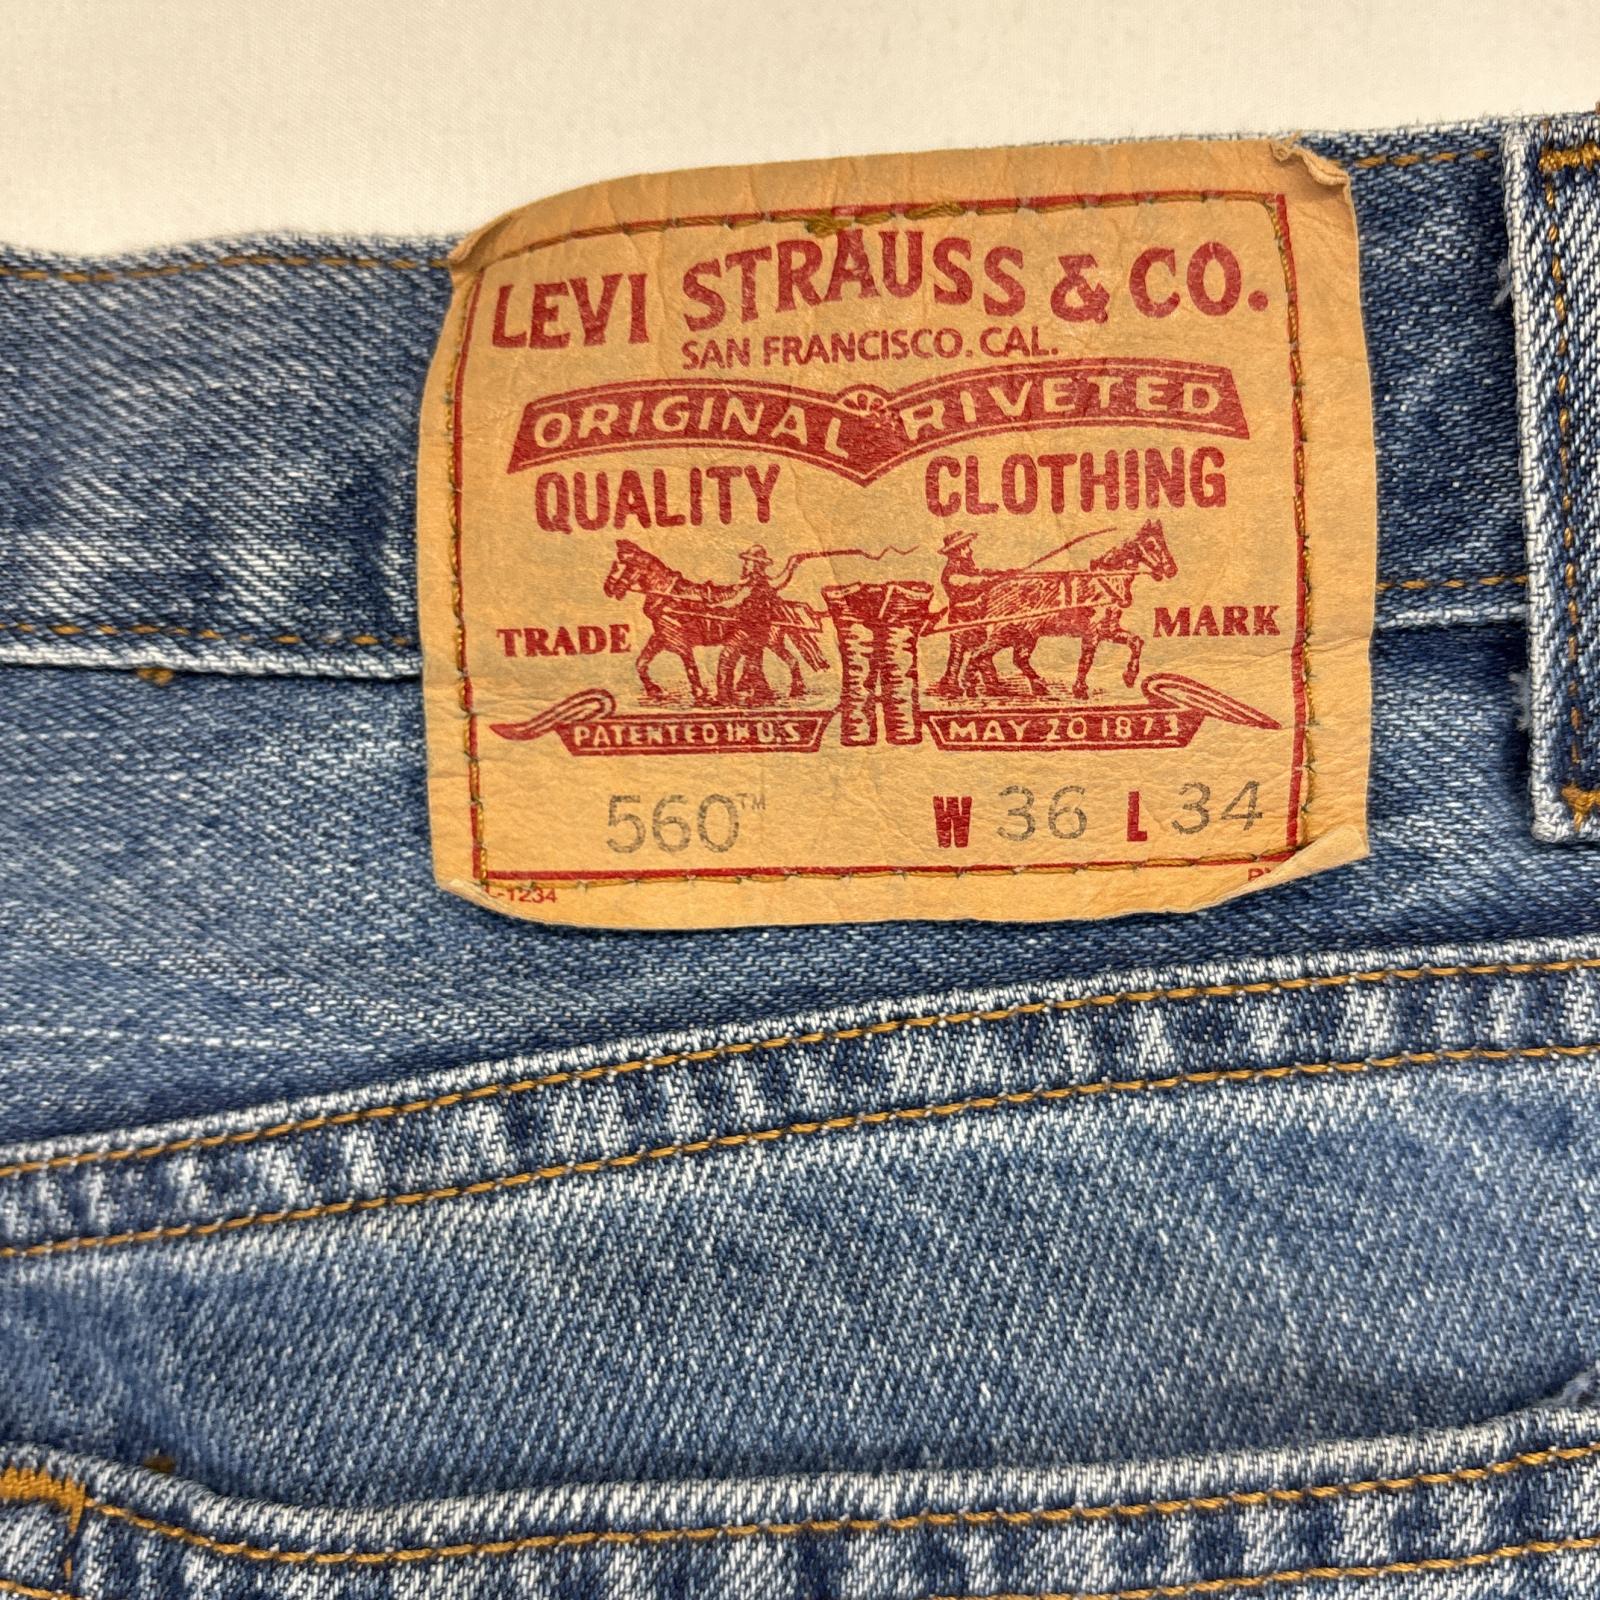 LEVI STRAUSS & CO.
SAN FRANCISCO. CAL.
ORIGINAL RIVETED
QUALITY CLOTHING
TRADE MARK
PATENTED IN U.S MAY 20 1873
560™ W 36 L 34
-1234